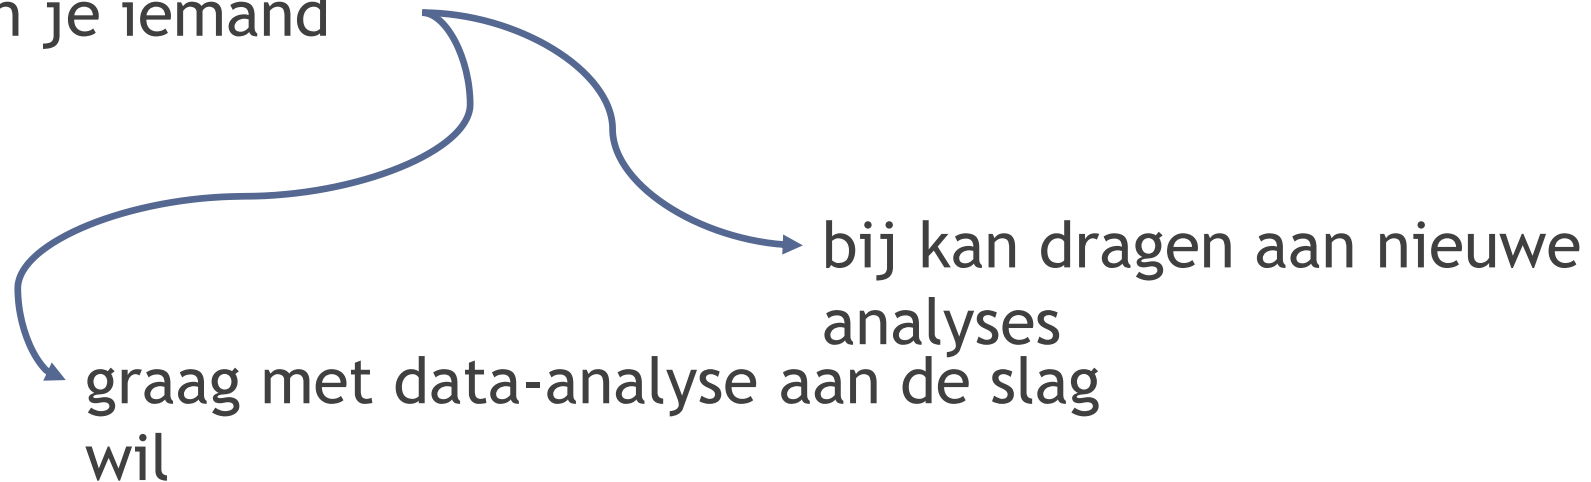 je iemand
bij kan dragen aan nieuwe
analyses
graag met data-analyse aan de slag
wil